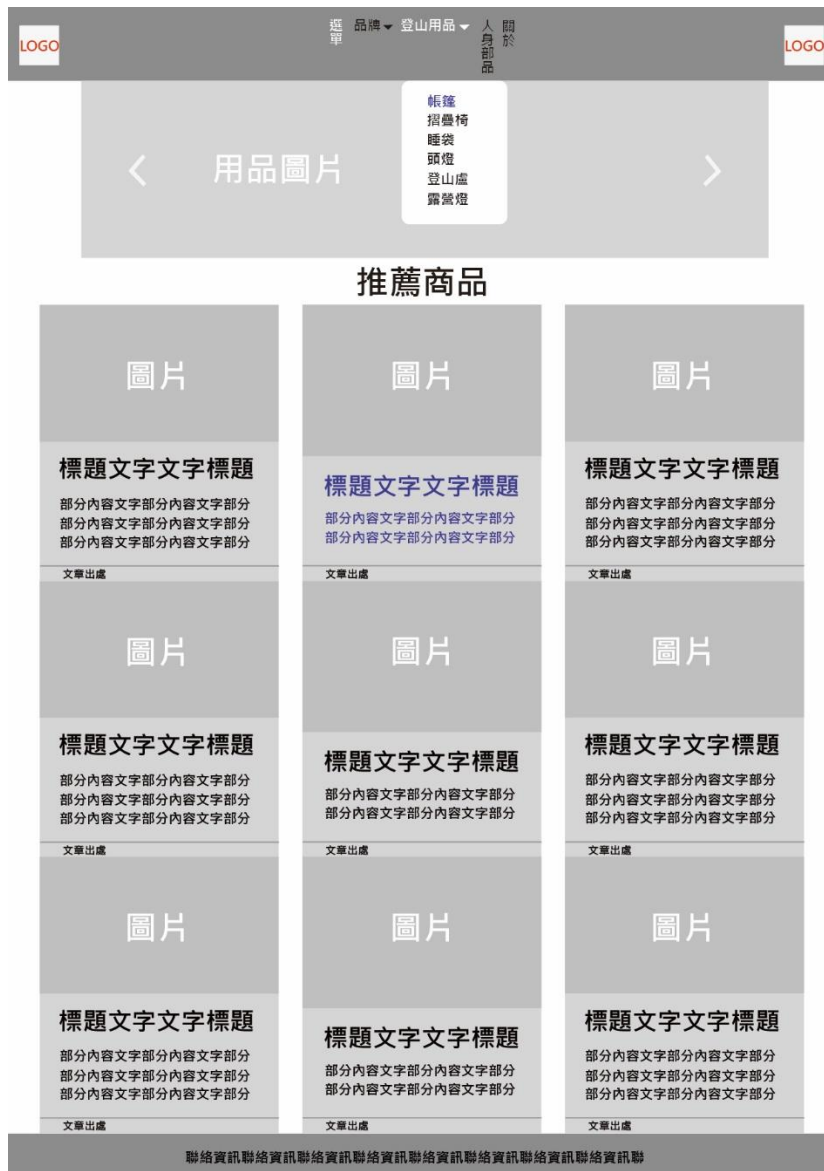 LOGO
選單
品牌
登山用品
人身部品
關於
LOGO
帳篷
摺疊椅
睡袋
頭燈
登山盧
露營燈
用品圖片
推薦商品
圖片
標題文字文字標題
部分內容文字部分內容文字部分
部分內容文字部分內容文字部分
部分內容文字部分內容文字部分
文章出處
圖片
標題文字文字標題
部分內容文字部分內容文字部分
部分內容文字部分內容文字部分
文章出處
圖片
標題文字文字標題
部分內容文字部分內容文字部分
部分內容文字部分內容文字部分
部分內容文字部分內容文字部分
文章出處
圖片
標題文字文字標題
部分內容文字部分內容文字部分
部分內容文字部分內容文字部分
部分內容文字部分內容文字部分
文章出處
圖片
標題文字文字標題
部分內容文字部分內容文字部分
部分內容文字部分內容文字部分
文章出處
圖片
標題文字文字標題
部分內容文字部分內容文字部分
部分內容文字部分內容文字部分
部分內容文字部分內容文字部分
文章出處
圖片
標題文字文字標題
部分內容文字部分內容文字部分
部分內容文字部分內容文字部分
部分內容文字部分內容文字部分
文章出處
圖片
標題文字文字標題
部分內容文字部分內容文字部分
部分內容文字部分內容文字部分
文章出處
圖片
標題文字文字標題
部分內容文字部分內容文字部分
部分內容文字部分內容文字部分
部分內容文字部分內容文字部分
文章出處
聯絡資訊聯絡資訊聯絡資訊聯絡資訊聯絡資訊聯絡資訊聯絡資訊聯絡資訊聯